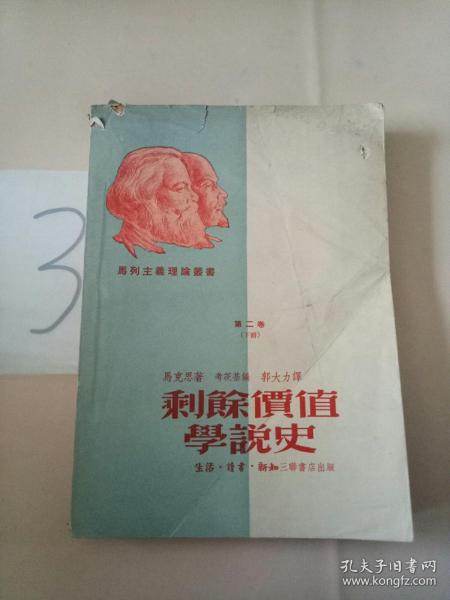 3
馬列主義理論叢書
第二卷
(下冊)
馬克思著 考茨基編 郭大力譯
剩餘價值
學説史
生活·讀書·新知三聯書店出版
孔夫子旧书网
www.kongfz.com